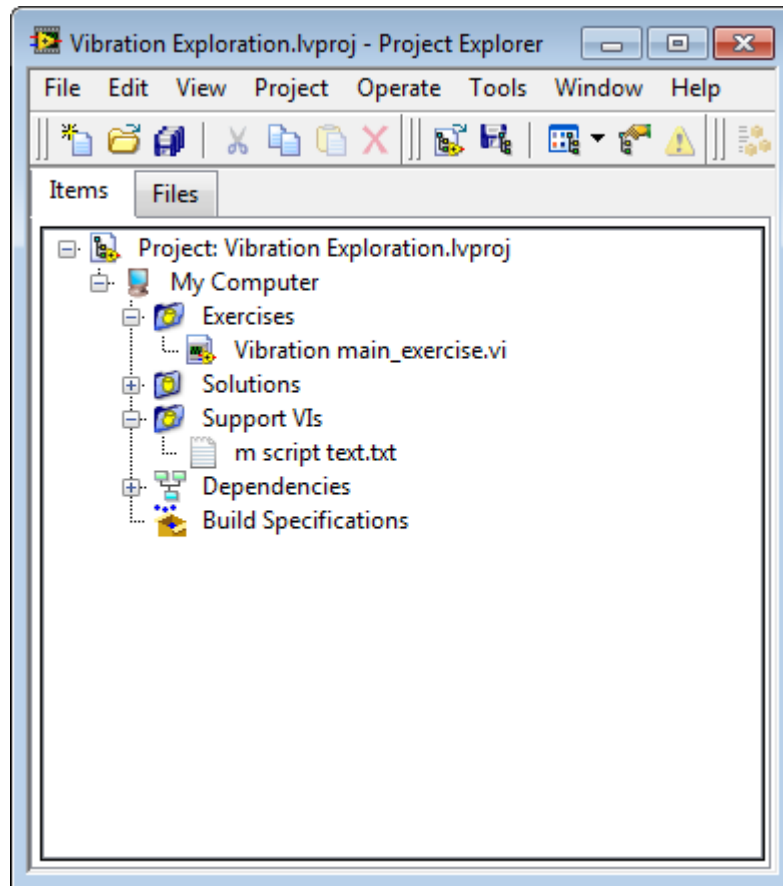 Vibration Exploration.lvproj - Project Explorer
File Edit View Project Operate Tools Window Help
Items Files
Project: Vibration Exploration.lvproj
My Computer
Exercises
Vibration main_exercise.vi
Solutions
Support VIs
m script text.txt
Dependencies
Build Specifications